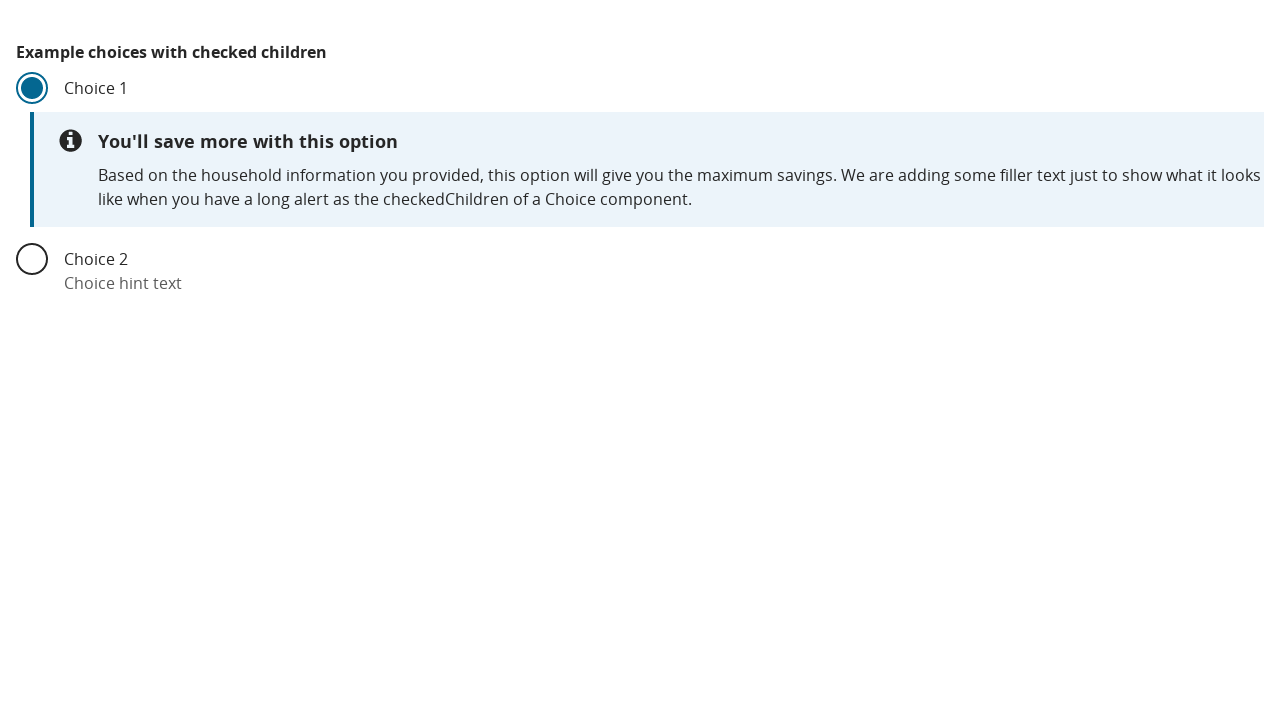 Example choices with checked children
Choice 1
You'll save more with this option
Based on the household information you provided, this option will give you the maximum savings. We are adding some filler text just to show what it looks
like when you have a long alert as the checkedChildren of a Choice component.
Choice 2
Choice hint text